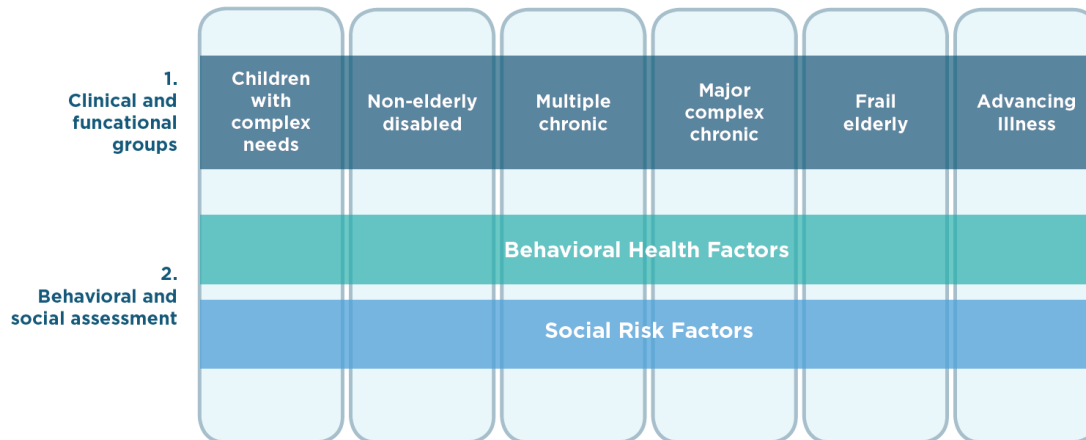 1.
Clinical and
funcational
groups
Children
with
complex
needs
Non-elderly
disabled
Multiple
chronic
Major
complex
chronic
Frail
elderly
Advancing
Illness
2.
Behavioral and
social assessment
Behavioral Health Factors
Social Risk Factors